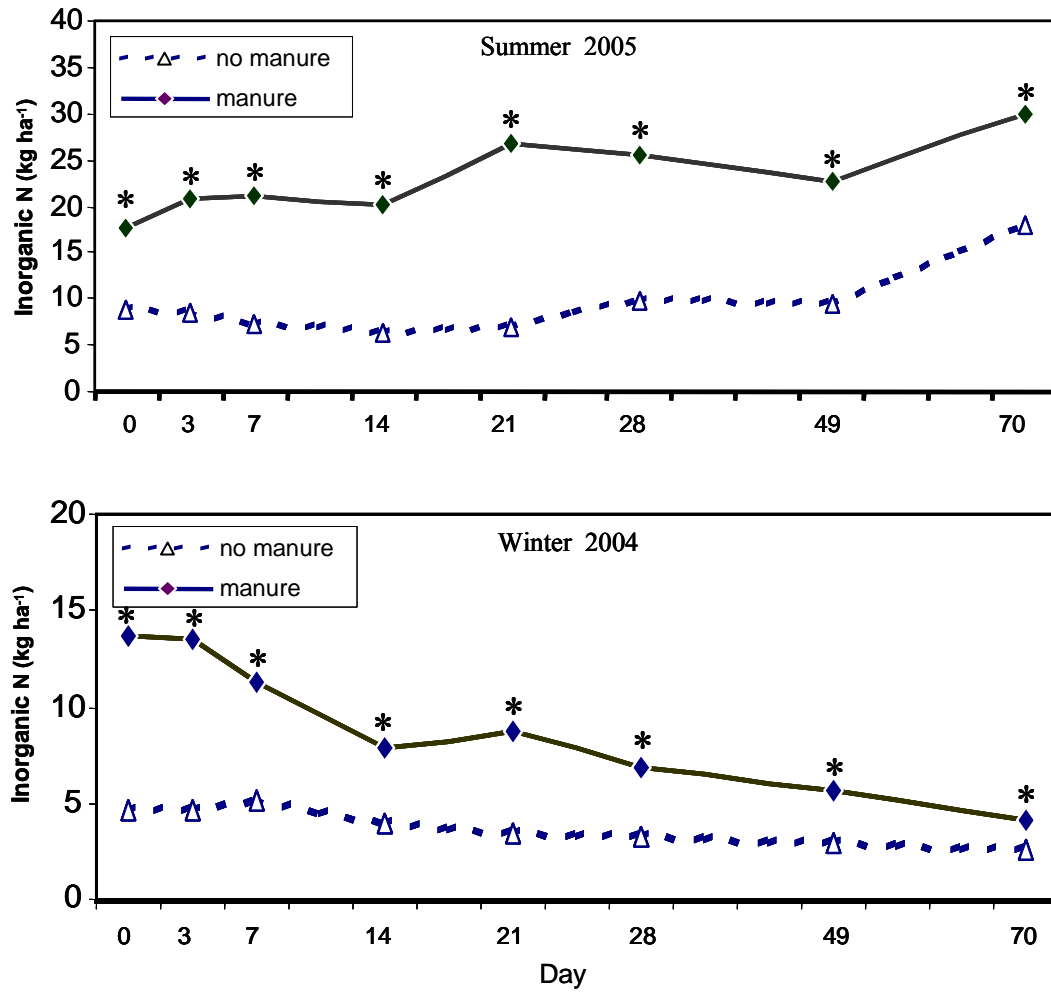 Summer 2005
no manure
manure
Inorganic N (kg ha⁻¹)
40
35
30
25
20
15
10
5
0
* * * * * * * *
0 3 7 14 21 28 49 70
Winter 2004
no manure
manure
Inorganic N (kg ha⁻¹)
20
15
10
5
0
* * * * * * * *
0 3 7 14 21 28 49 70
Day